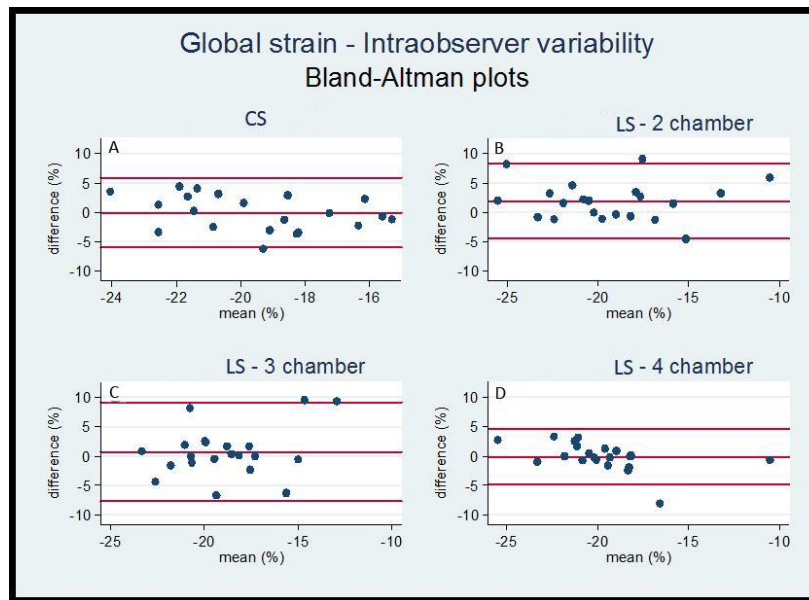 Global strain - Intraobserver variability
Bland-Altman plots
CS
A
difference (%)
10
5
0
-5
-10
-24
-22
-20
-18
-16
mean (%)
LS - 2 chamber
B
difference (%)
10
5
0
-5
-10
-25
-20
-15
-10
mean (%)
LS - 3 chamber
C
difference (%)
10
5
0
-5
-10
-25
-20
-15
-10
mean (%)
LS - 4 chamber
D
difference (%)
10
5
0
-5
-10
-25
-20
-15
-10
mean (%)